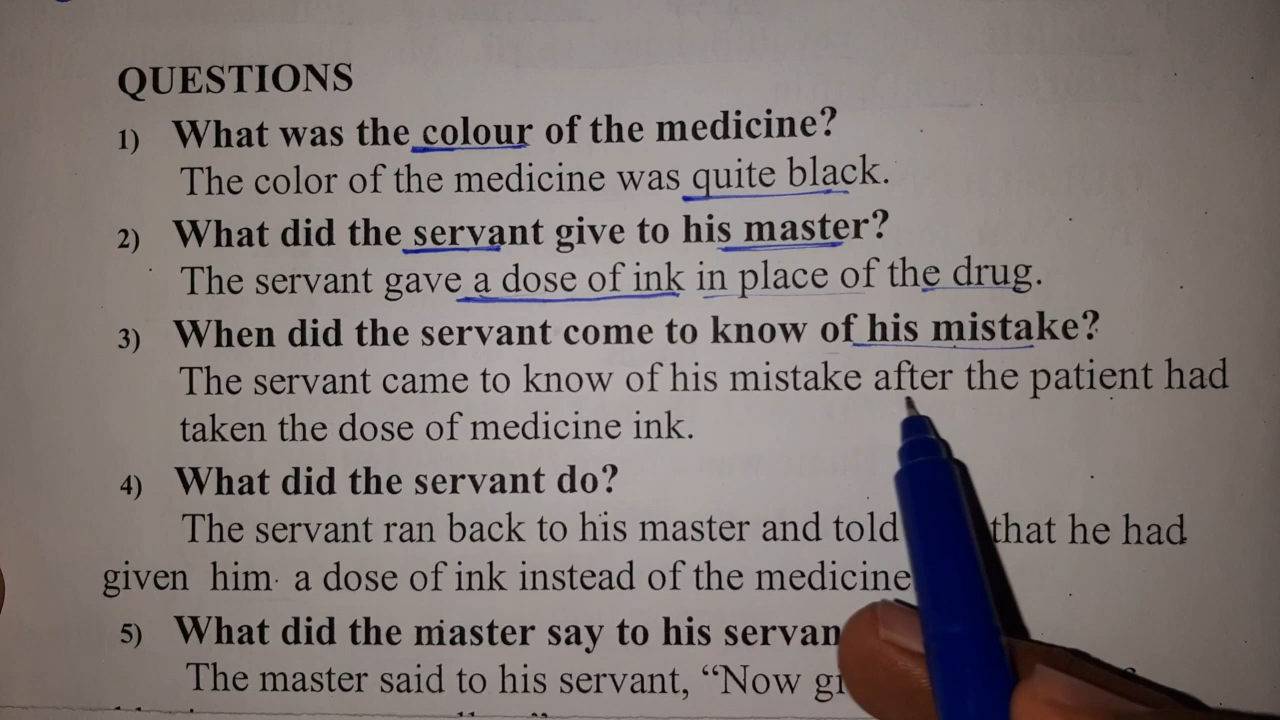 QUESTIONS
1) What was the colour of the medicine?
The color of the medicine was quite black.
2) What did the servant give to his master?
The servant gave a dose of ink in place of the drug.
3) When did the servant come to know of his mistake?
The servant came to know of his mistake after the patient had
taken the dose of medicine ink.
4) What did the servant do?
The servant ran back to his master and told that he had
given him a dose of ink instead of the medicine
5) What did the master say to his
The master said to his servant, “Now